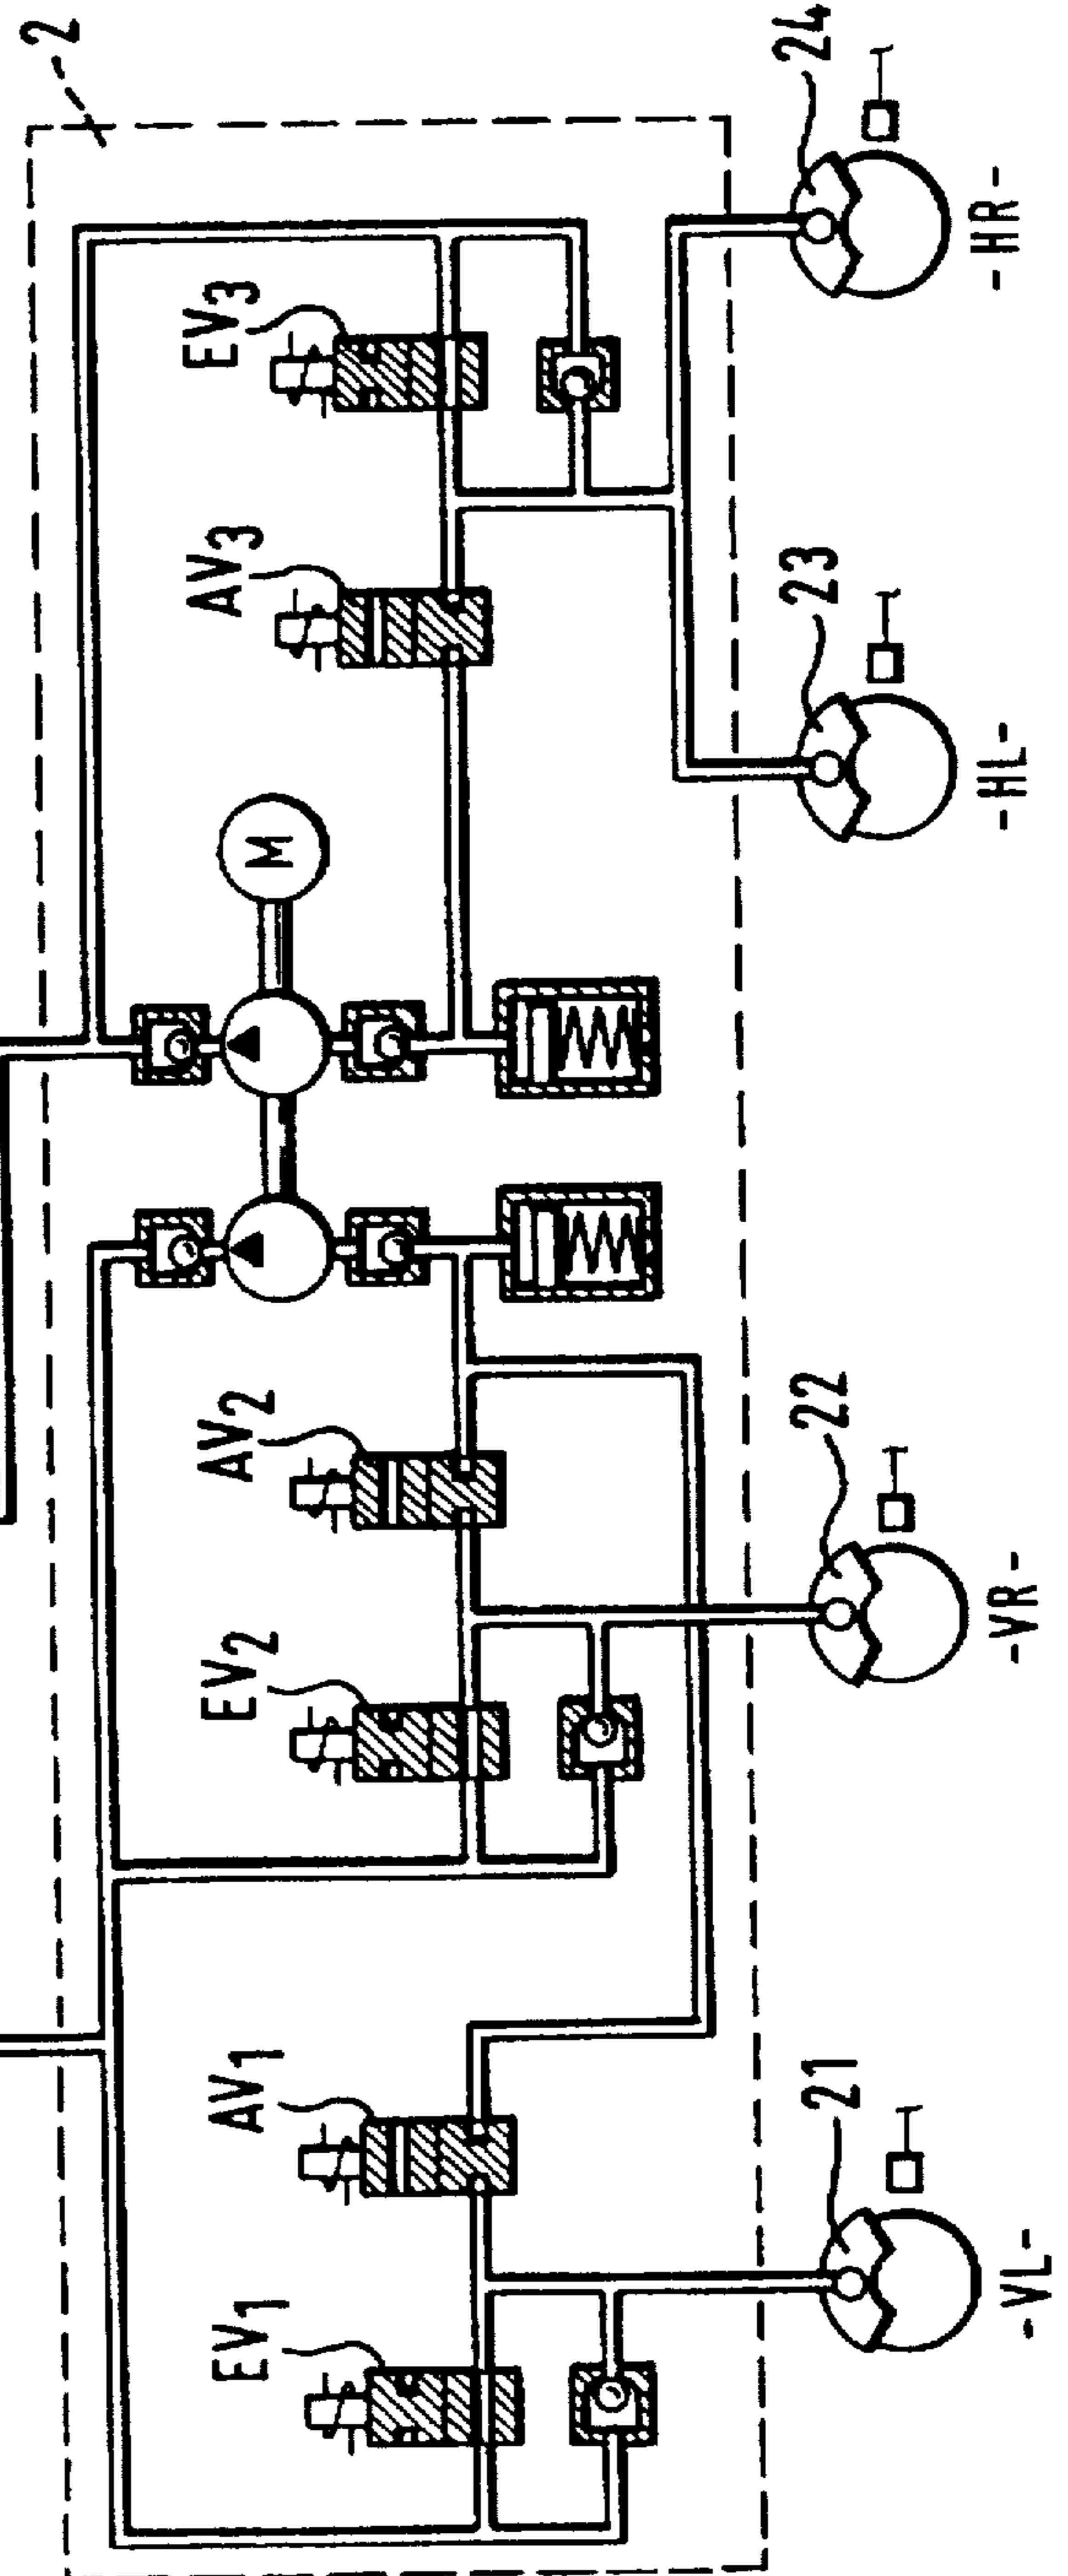 2
EV1
AV1
EV2
AV2
M
AV3
EV3
21
22
23
24
-VL-
-VR-
-HL-
-HR-